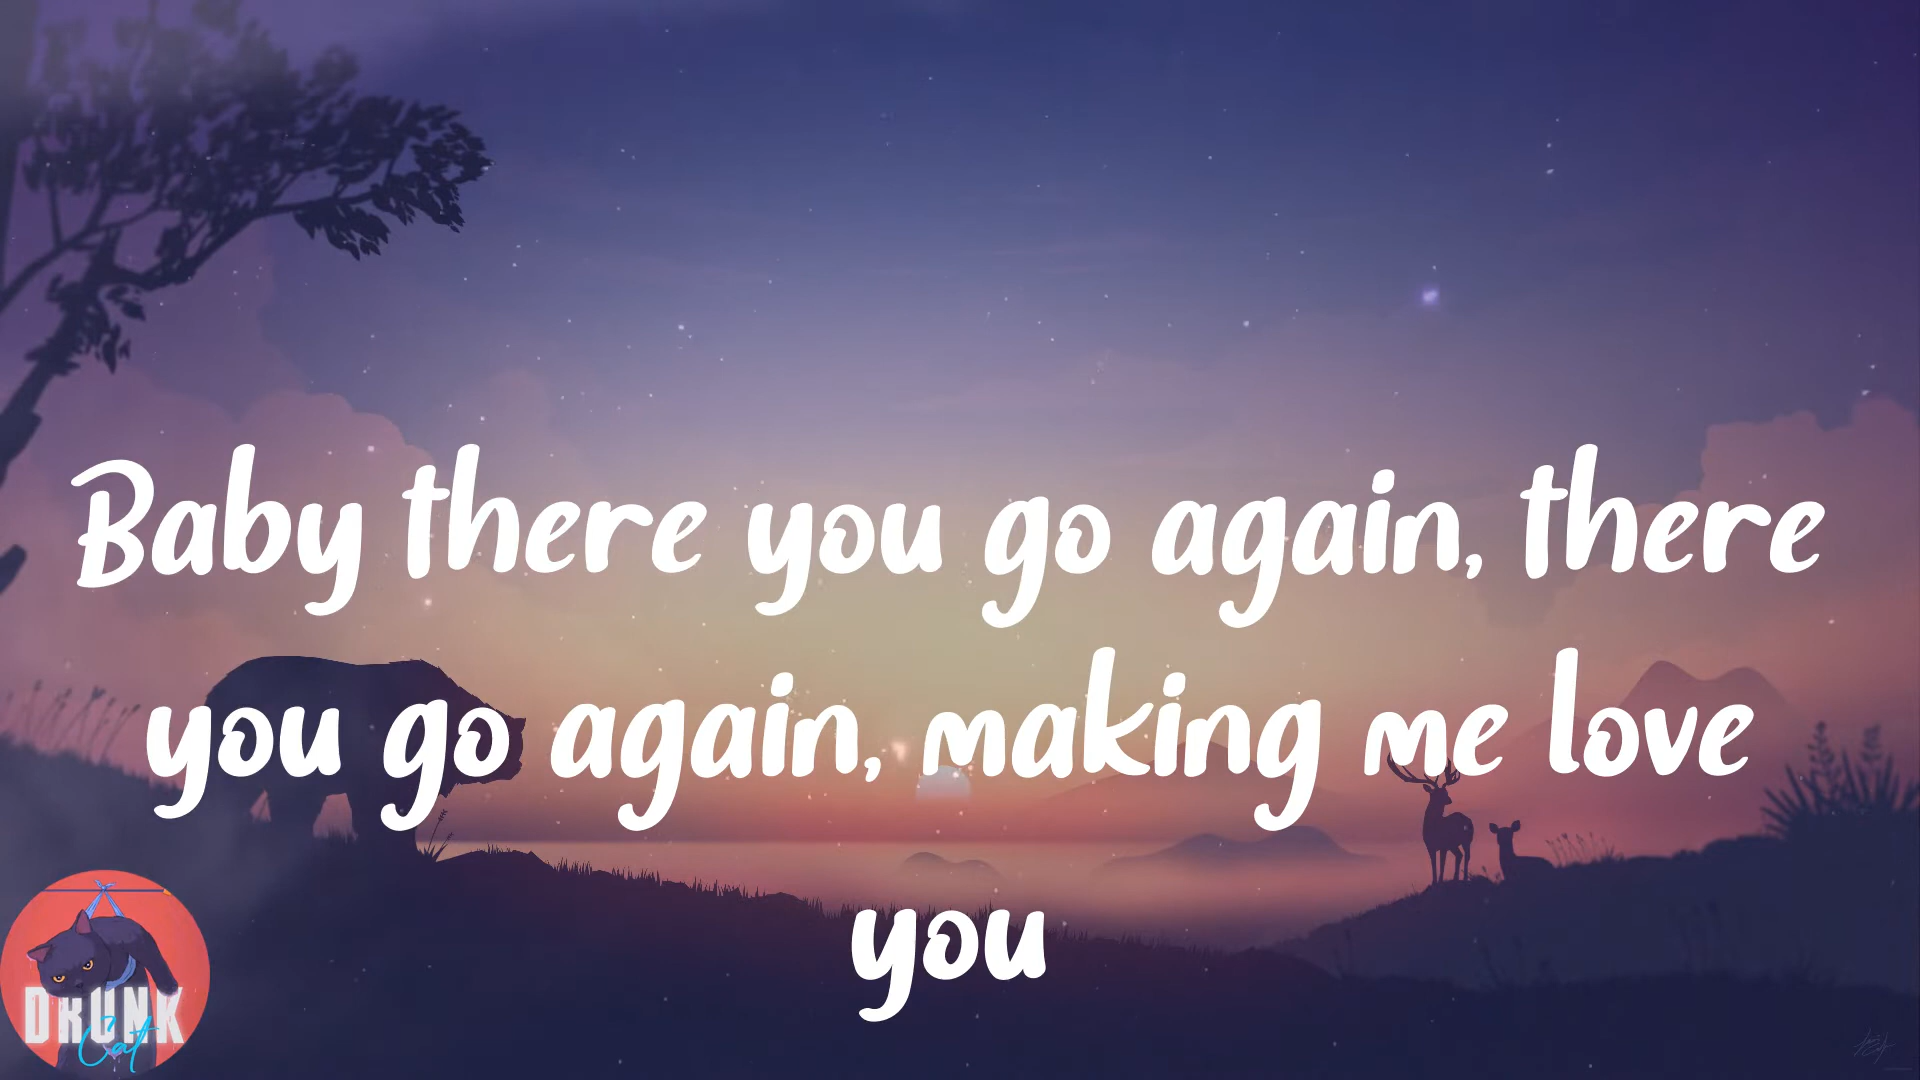 Baby there you go again, there
you go again, making me love
you
DRUNK
Cat